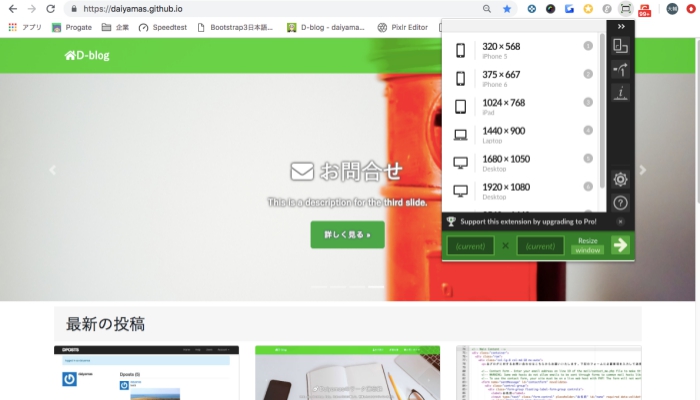 https://daiyamas.github.io
99+
アプリ
Progate
企業
Speedtest
Bootstrap3日本語...
D-blog - daiyama...
Pixlr Editor
D-blog
お問合せ
This is a description for the third slide.
詳しく見る »
320 × 568
iPhone 5
375 × 667
iPhone 6
1024 × 768
iPad
1440 × 900
Laptop
1680 × 1050
Desktop
1920 × 1080
Desktop
Support this extension by upgrading to Pro!
(current) × (current)
Resize
window
最新の投稿
DPOSTS
Dposts (5)